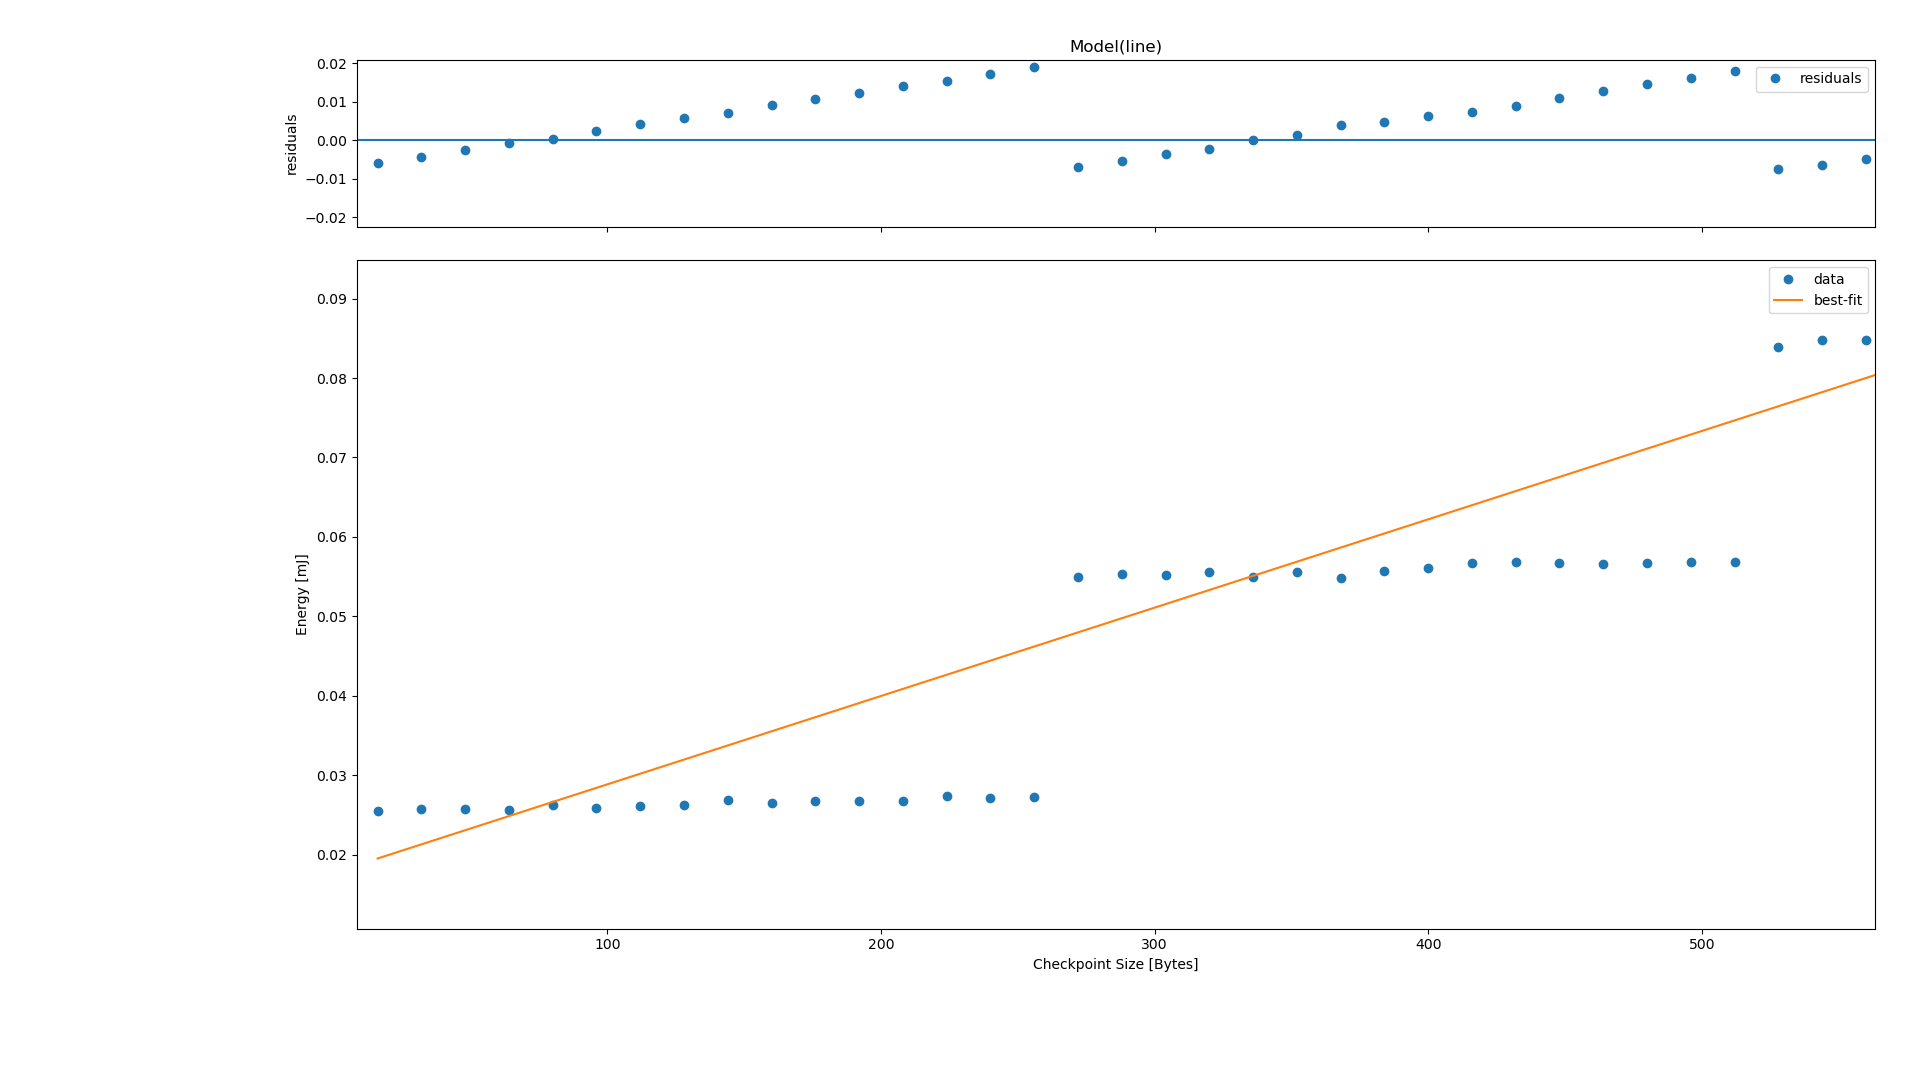 Model(line)
0.02
0.01
0.00
−0.01
−0.02
residuals
residuals
0.09
0.08
0.07
0.06
0.05
0.04
0.03
0.02
Energy [mJ]
data
best-fit
100 200 300 400 500
Checkpoint Size [Bytes]